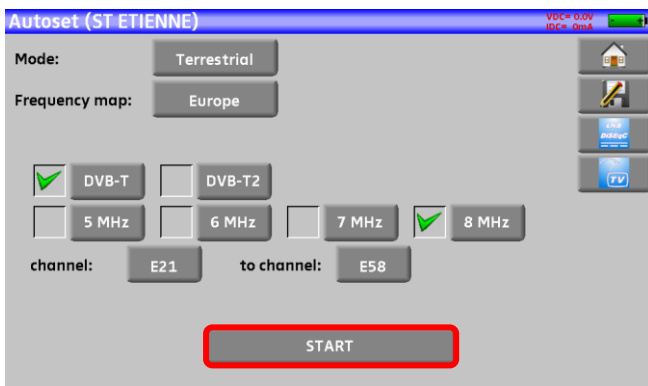 Autoset (ST ETIENNE)
VDC= 0.0V
IDC= 0mA
Mode: Terrestrial
Frequency map: Europe
DVB-T DVB-T2
5 MHz 6 MHz 7 MHz 8 MHz
channel: E21 to channel: E58
START
LIVE
DiSEqC
TV